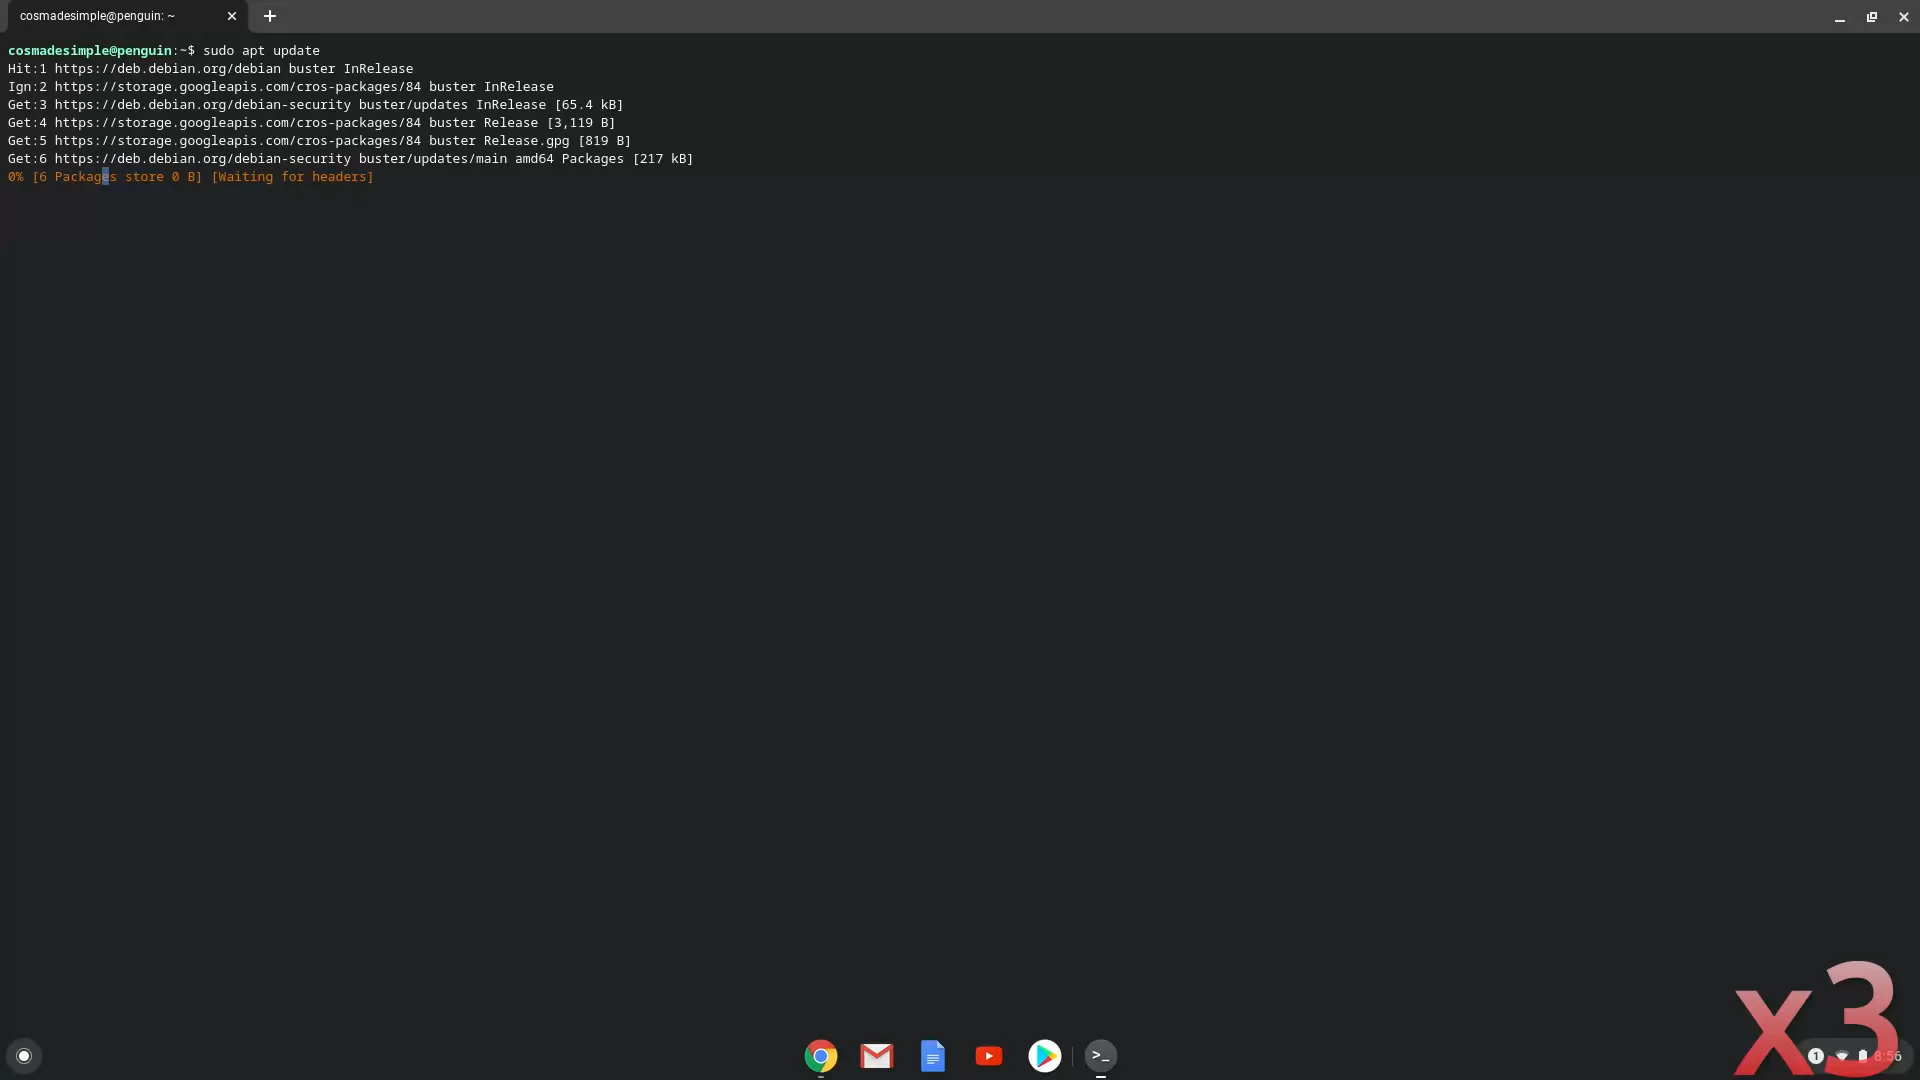 cosmadesimple@penguin: ~
cosmadesimple@penguin:~$ sudo apt update
Hit:1 https://deb.debian.org/debian buster InRelease
Ign:2 https://storage.googleapis.com/cros-packages/84 buster InRelease
Get:3 https://deb.debian.org/debian-security buster/updates InRelease [65.4 kB]
Get:4 https://storage.googleapis.com/cros-packages/84 buster Release [3,119 B]
Get:5 https://storage.googleapis.com/cros-packages/84 buster Release.gpg [819 B]
Get:6 https://deb.debian.org/debian-security buster/updates/main amd64 Packages [217 kB]
0% [6 Packages store 0 B] [Waiting for headers]
x3
>_
1 8:56